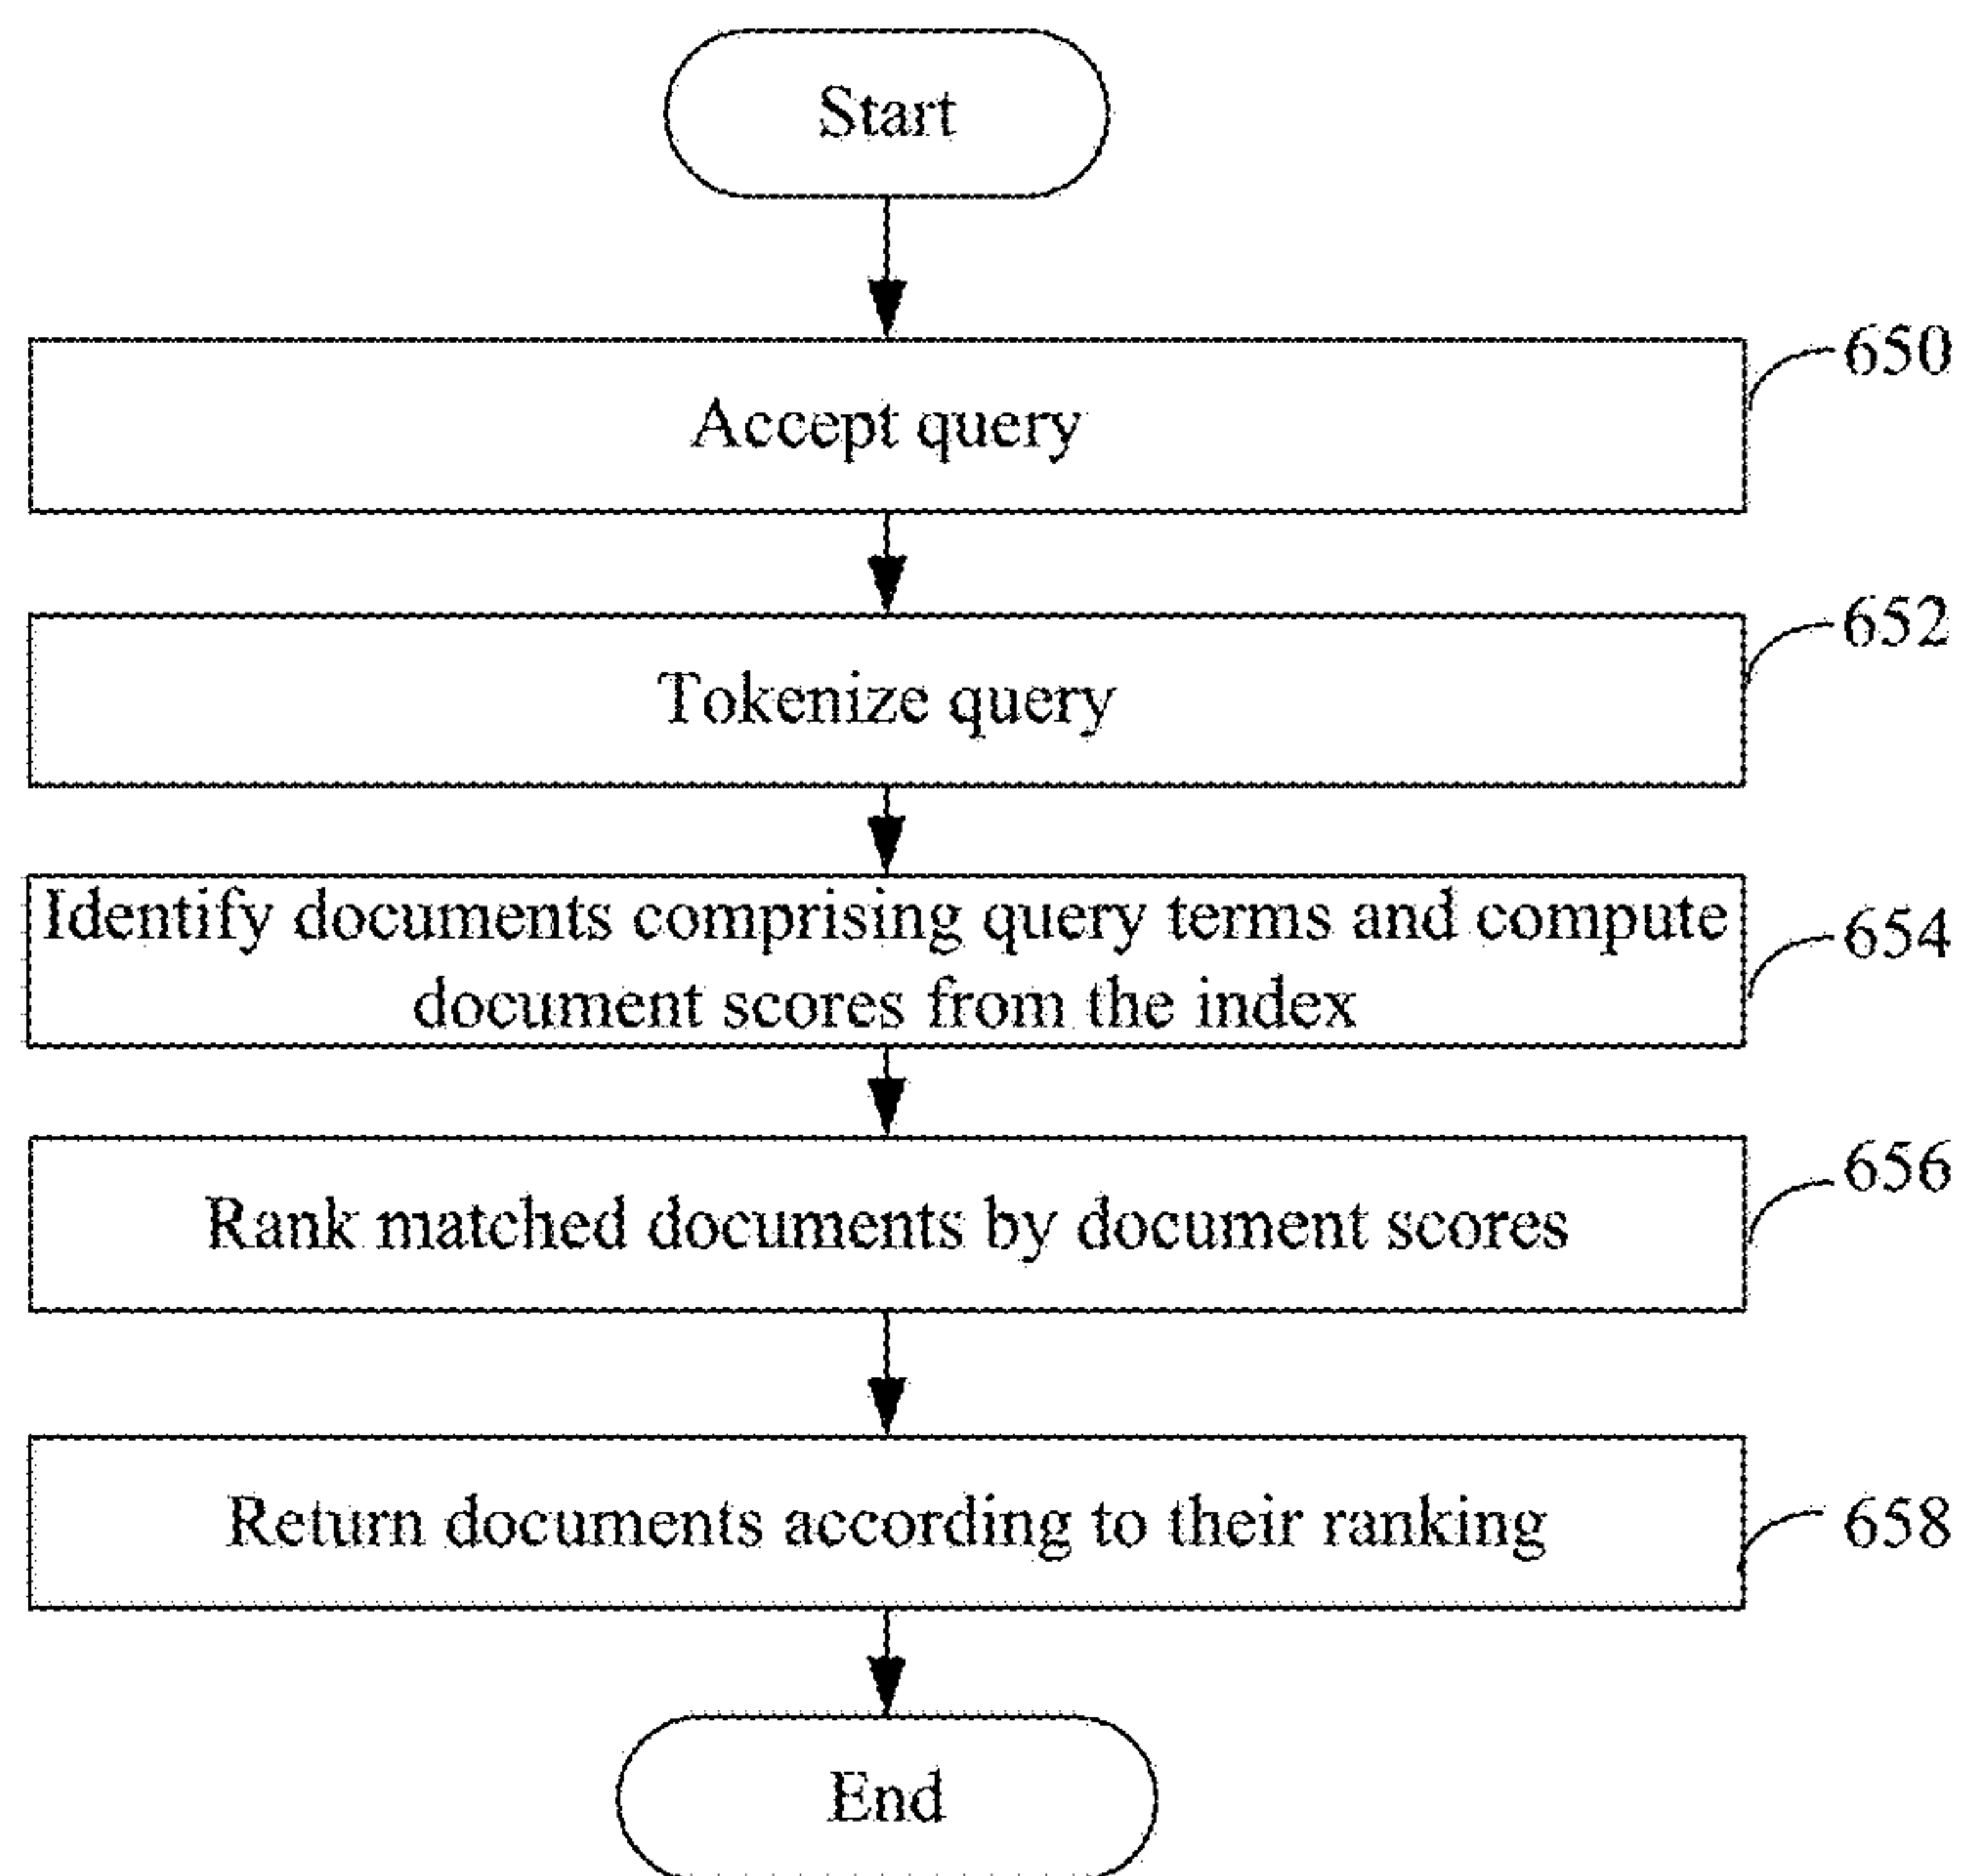 Start
Accept query
650
Tokenize query
652
Identify documents comprising query terms and compute
document scores from the index
654
Rank matched documents by document scores
656
Return documents according to their ranking
658
End